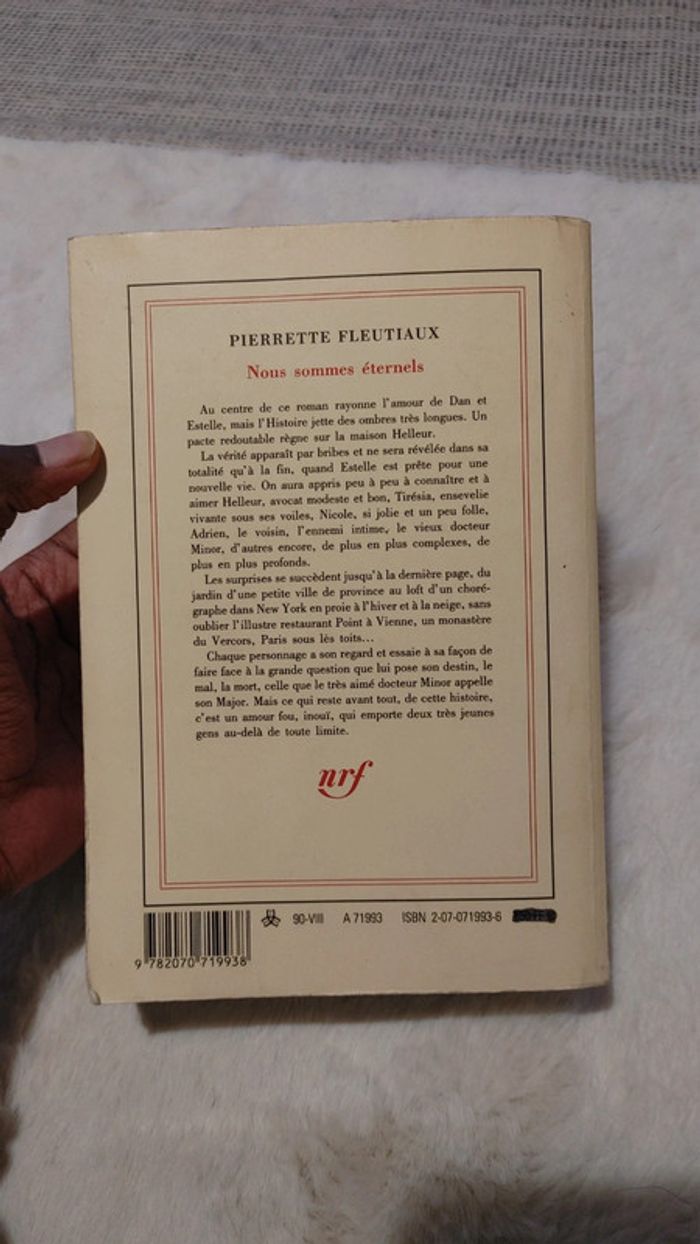 PIERRETTE FLEUTIAUX
Nous sommes éternels
Au centre de ce roman rayonne l'amour de Dan et
Estelle, mais l'Histoire jette des ombres très longues. Un
pacte redoutable règne sur la maison Helleur.
La vérité apparaît par bribes et ne sera révélée dans sa
totalité qu'à la fin, quand Estelle est prête pour une
nouvelle vie. On aura appris peu à peu à connaître et à
aimer Helleur, avocat modeste et bon, Tirésia, ensevelie
vivante sous ses voiles, Nicole, si jolie et un peu folle,
Adrien, le voisin, l'ennemi intime, le vieux docteur
Minor, d'autres encore, de plus en plus complexes, de
plus en plus profonds.
Les surprises se succèdent jusqu'à la dernière page, du
jardin d'une petite ville de province au loft d'un choré-
graphe dans New York en proie à l'hiver et à la neige, sans
oublier l'illustre restaurant Point à Vienne, un monastère
du Vercors, Paris sous les toits...
Chaque personnage a son regard et essaie à sa façon de
faire face à la grande question que lui pose son destin, le
mal, la mort, celle que le très aimé docteur Minor appelle
son Major. Mais ce qui reste avant tout, de cette histoire,
c'est un amour fou, inouï, qui emporte deux très jeunes
gens au-delà de toute limite.
nrf
90-VIII A 71993 ISBN 2-07-071993-6
9 782070 719938